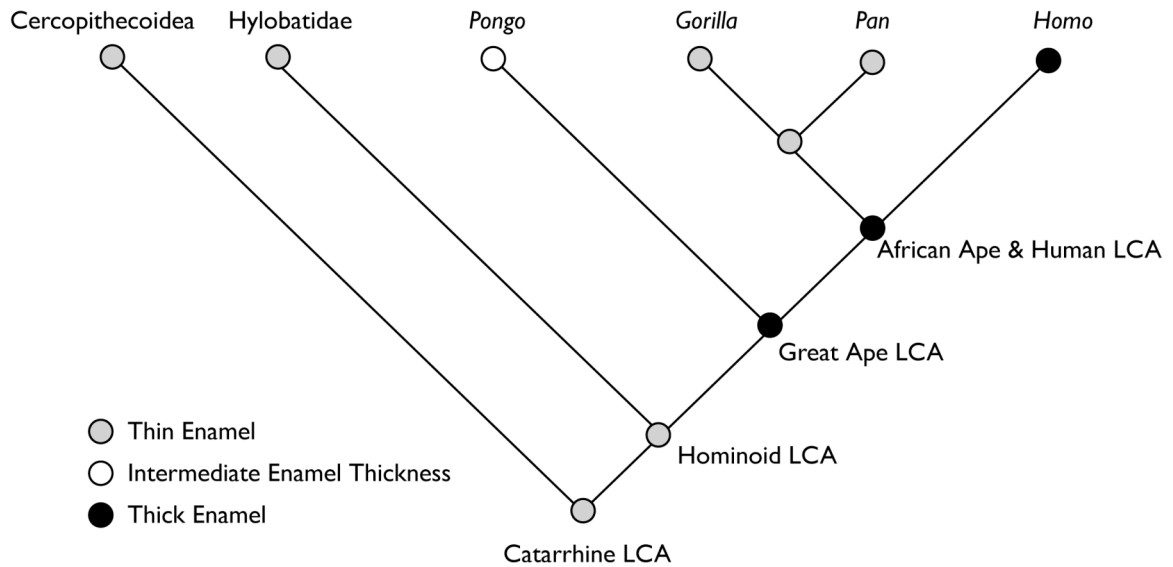 Cercopithecoidea
Hylobatidae
Pongo
Gorilla
Pan
Homo
African Ape & Human LCA
Great Ape LCA
Thin Enamel
Hominoid LCA
Intermediate Enamel Thickness
Thick Enamel
Catarrhine LCA